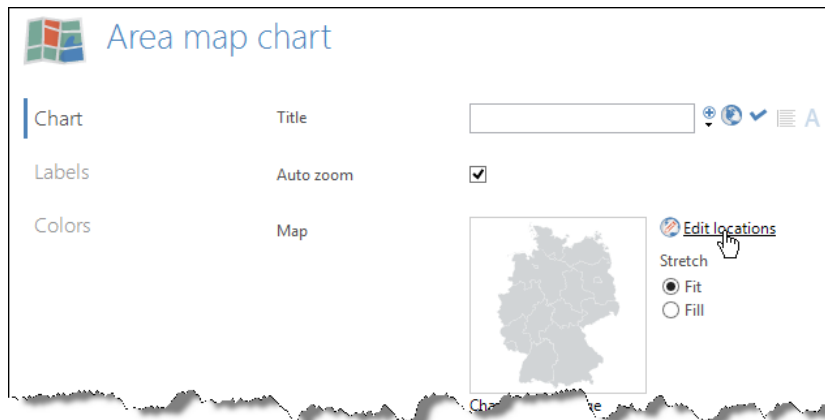 Area map chart
Chart
Title
A
Labels
Auto zoom
Colors
Map
Edit locations
Stretch
Fit
Fill